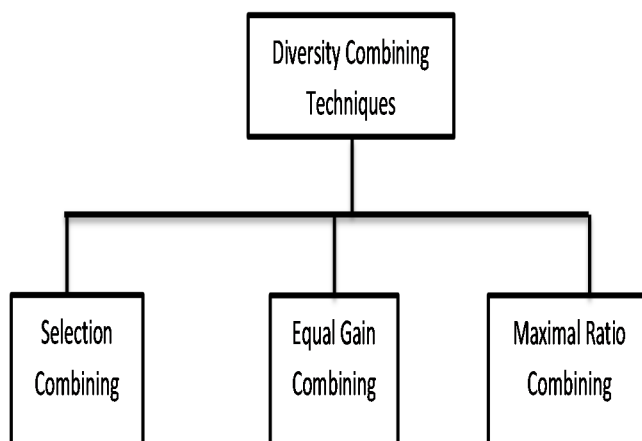 Diversity Combining
Techniques
Selection
Combining
Equal Gain
Combining
Maximal Ratio
Combining